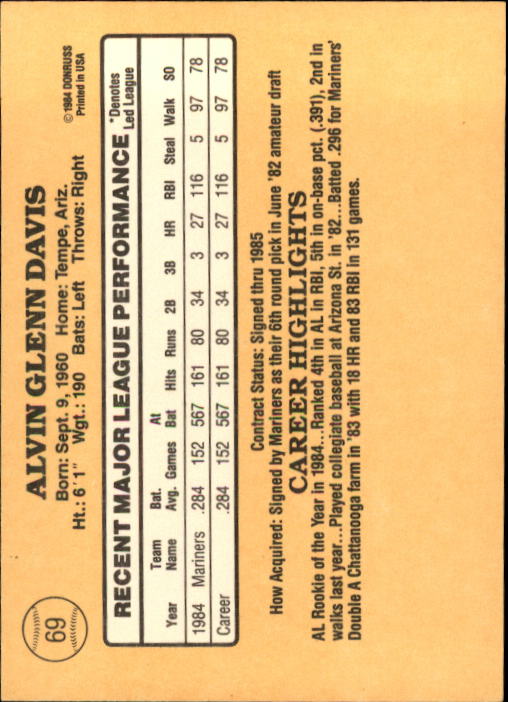 69
ALVIN GLENN DAVIS
Born: Sept. 9, 1960 Home: Tempe, Ariz.
Ht.: 6'1" Wgt.: 190 Bats: Left Throws: Right
© 1984 DONRUSS
Printed in USA
RECENT MAJOR LEAGUE PERFORMANCE
*Denotes
Led League
Year Team Name Bat. Avg. Games At Bat Hits Runs 2B 3B HR RBI Steal Walk SO
1984 Mariners .284 152 567 161 80 34 3 27 116 5 97 78
Career .284 152 567 161 80 34 3 27 116 5 97 78
Contract Status: Signed thru 1985
How Acquired: Signed by Mariners as their 6th round pick in June '82 amateur draft
CAREER HIGHLIGHTS
AL Rookie of the Year in 1984...Ranked 4th in AL in RBI, 5th in on-base pct. (.391), 2nd in
walks last year...Played collegiate baseball at Arizona St. in '82...Batted .296 for Mariners'
Double A Chattanooga farm in '83 with 18 HR and 83 RBI in 131 games.